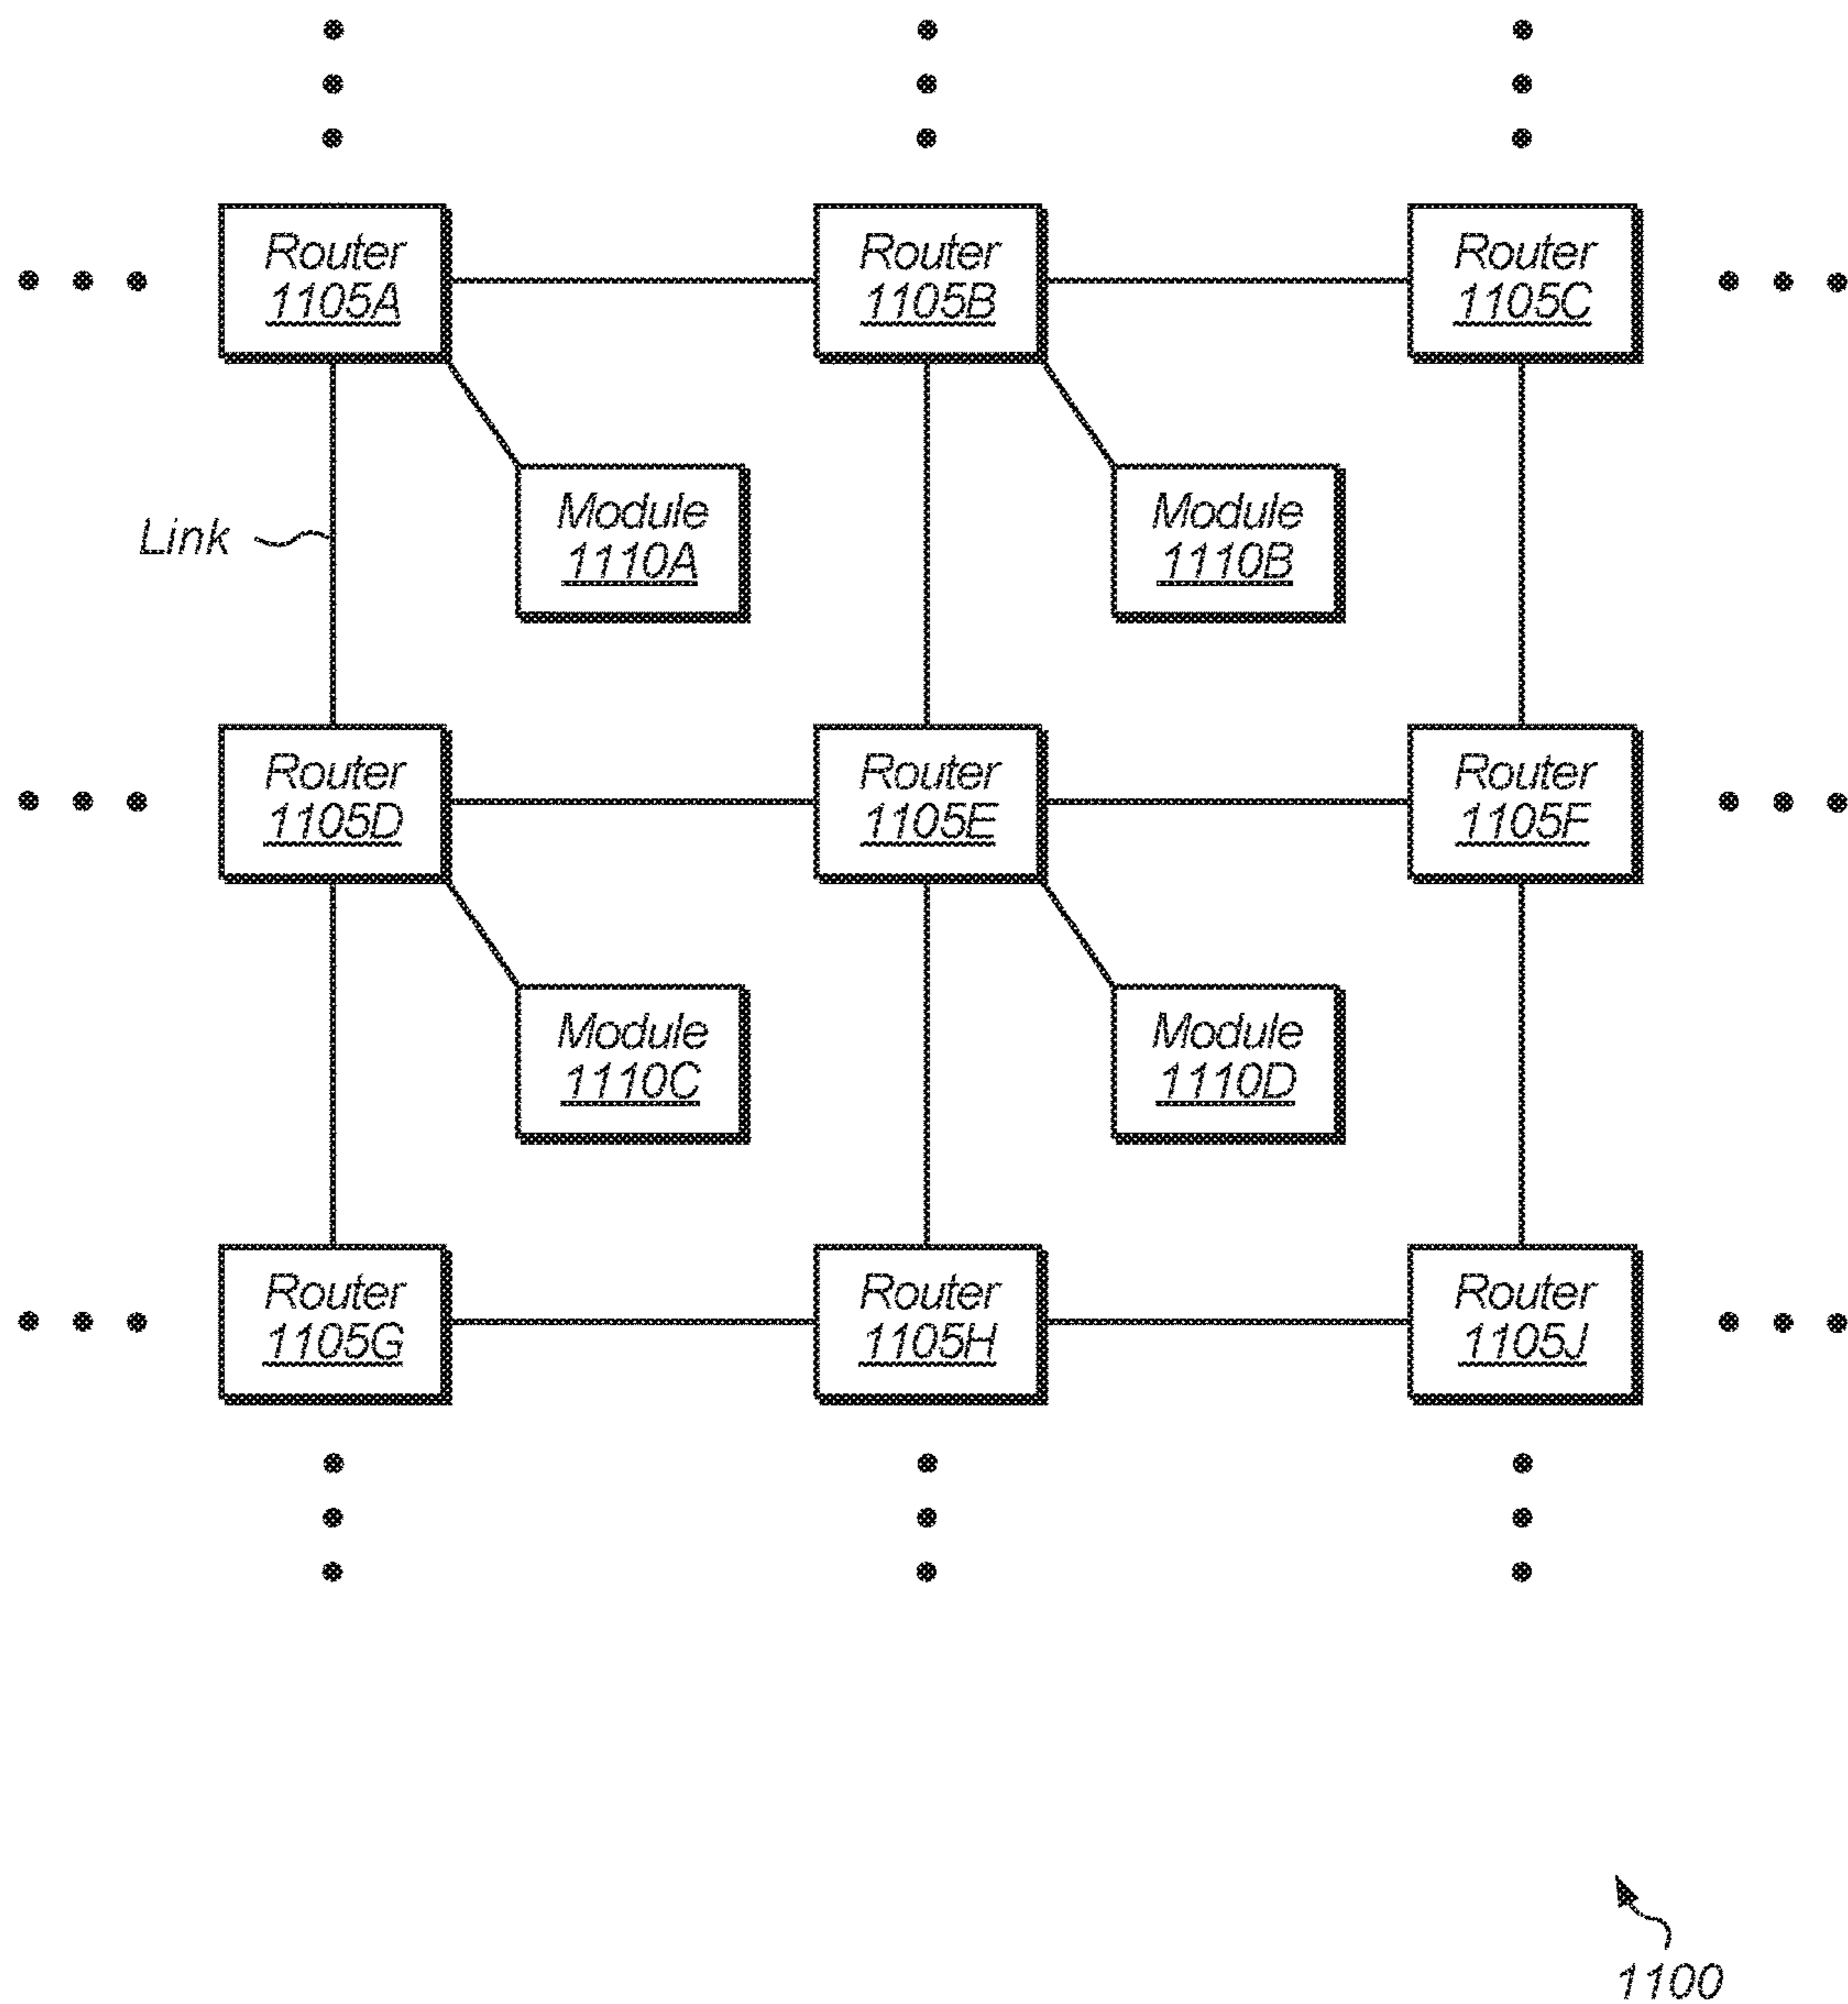 Router
1105A
Router
1105B
Router
1105C
Link
Module
1110A
Module
1110B
Router
1105D
Router
1105E
Router
1105F
Module
1110C
Module
1110D
Router
1105G
Router
1105H
Router
1105J
1100